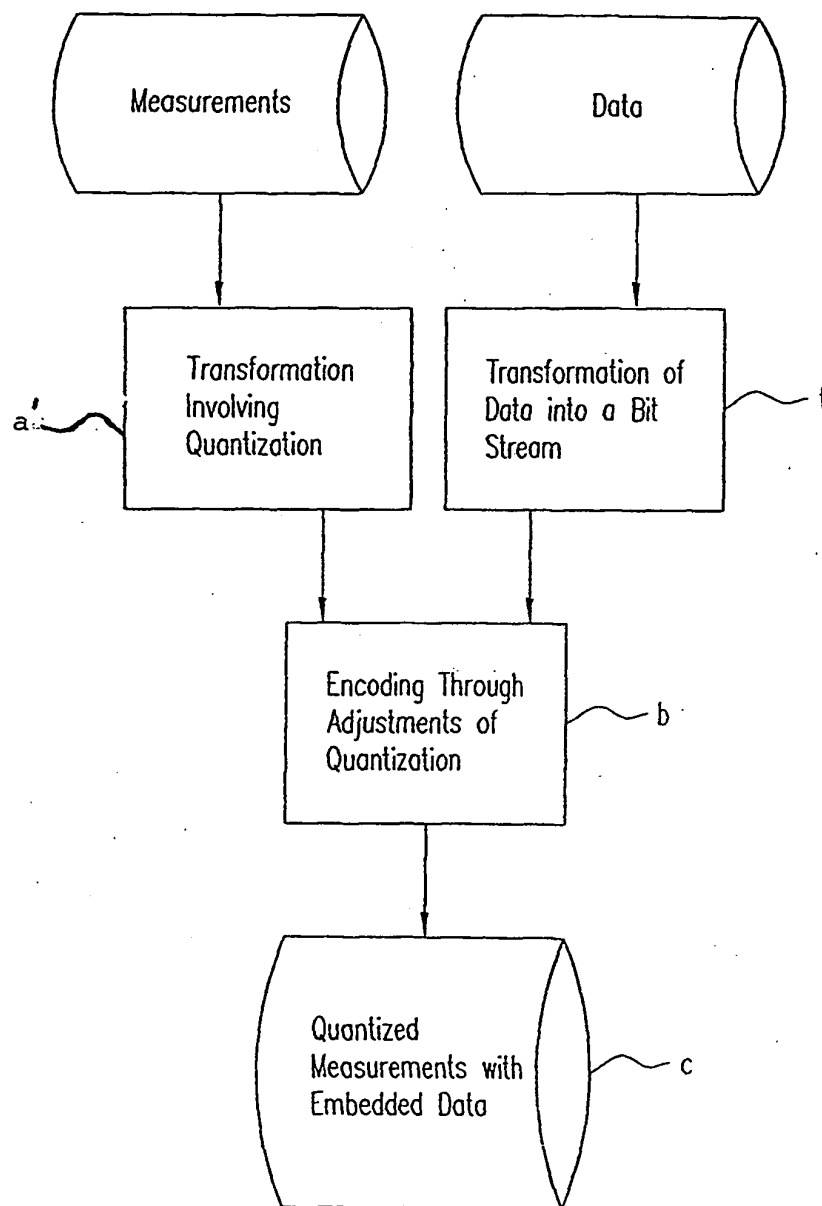 Measurements
Data
Transformation
Involving
Quantization
Transformation of
Data into a Bit
Stream
a'
Encoding Through
Adjustments of
Quantization
b
Quantized
Measurements with
Embedded Data
c